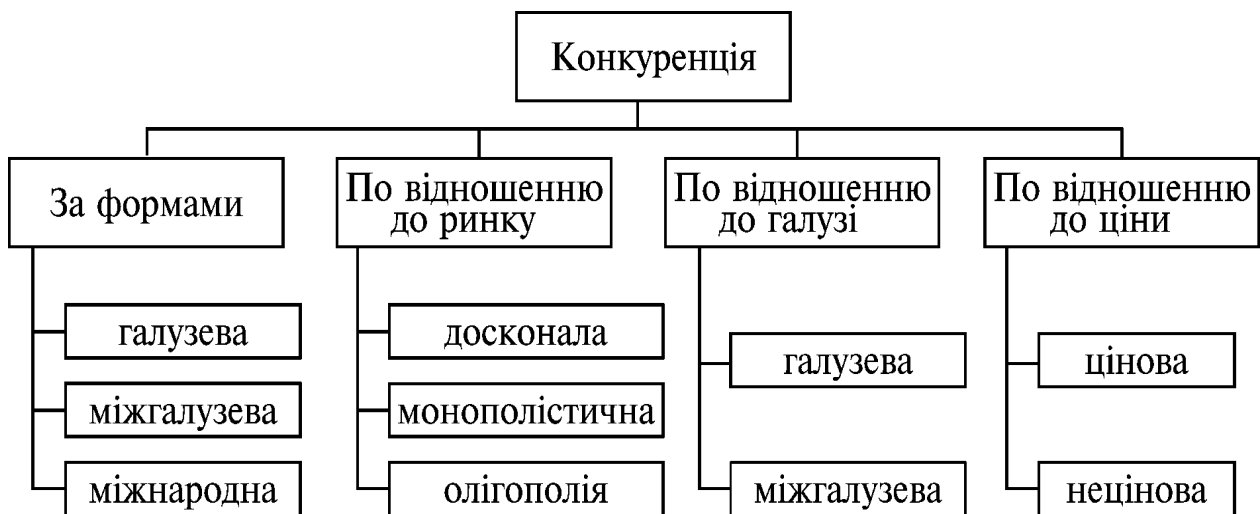 Конкуренція
За формами
По відношенню
до ринку
По відношенню
до галузі
По відношенню
до ціни
галузева
міжгалузева
міжнародна
досконала
монополістична
олігополія
галузева
міжгалузева
цінова
нецінова